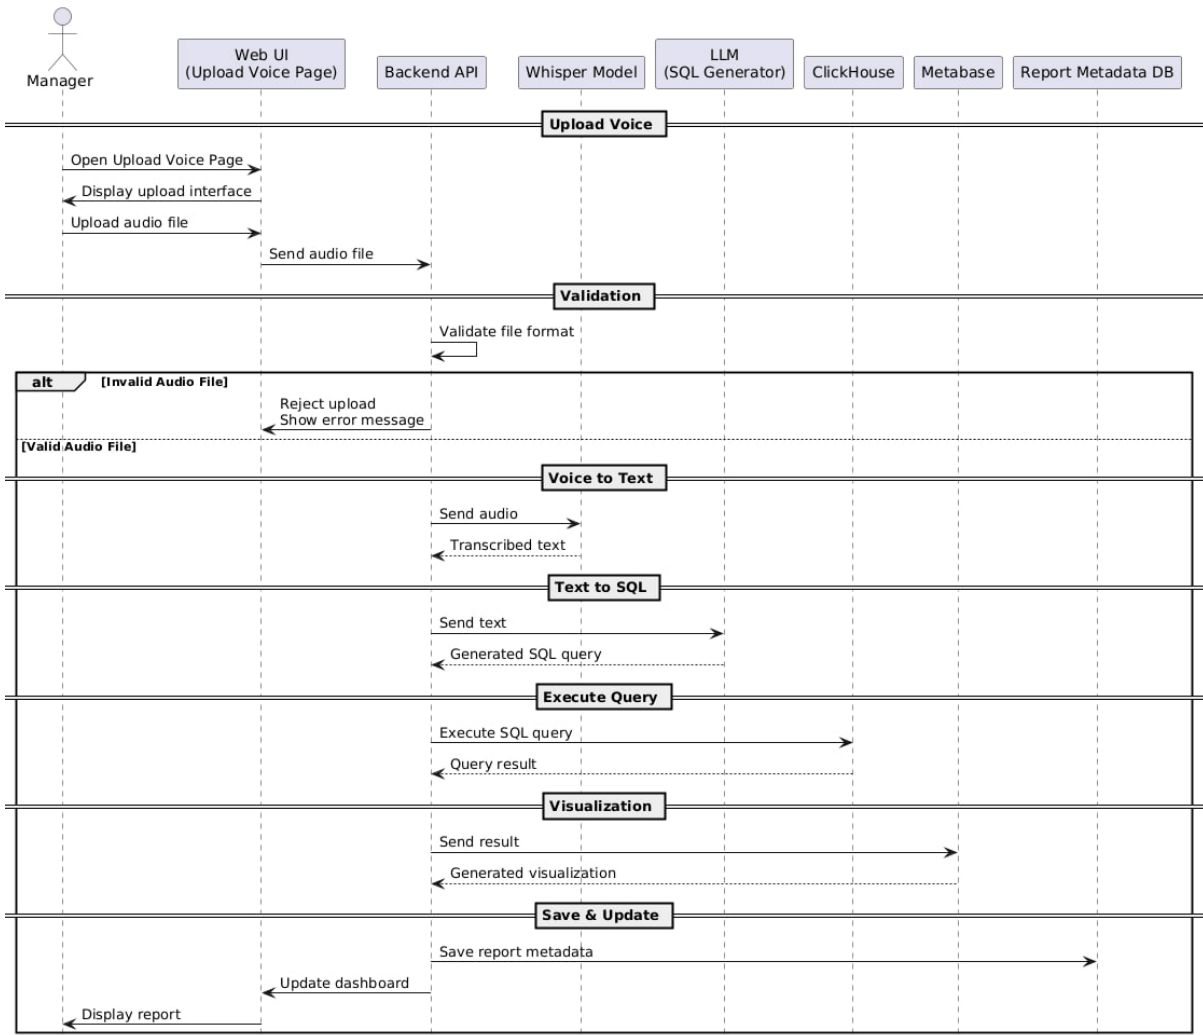 Manager
Web UI
(Upload Voice Page)
Backend API
Whisper Model
LLM
(SQL Generator)
ClickHouse
Metabase
Report Metadata DB
Upload Voice
Open Upload Voice Page
Display upload interface
Upload audio file
Send audio file
Validation
Validate file format
alt
[Invalid Audio File]
Reject upload
Show error message
[Valid Audio File]
Voice to Text
Send audio
Transcribed text
Text to SQL
Send text
Generated SQL query
Execute Query
Execute SQL query
Query result
Visualization
Send result
Generated visualization
Save & Update
Save report metadata
Update dashboard
Display report